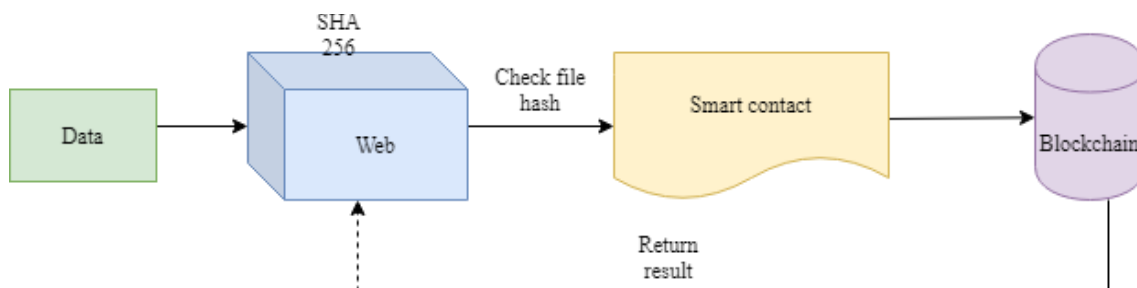 SHA
256
Data
Web
Check file
hash
Smart contact
Blockchain
Return
result